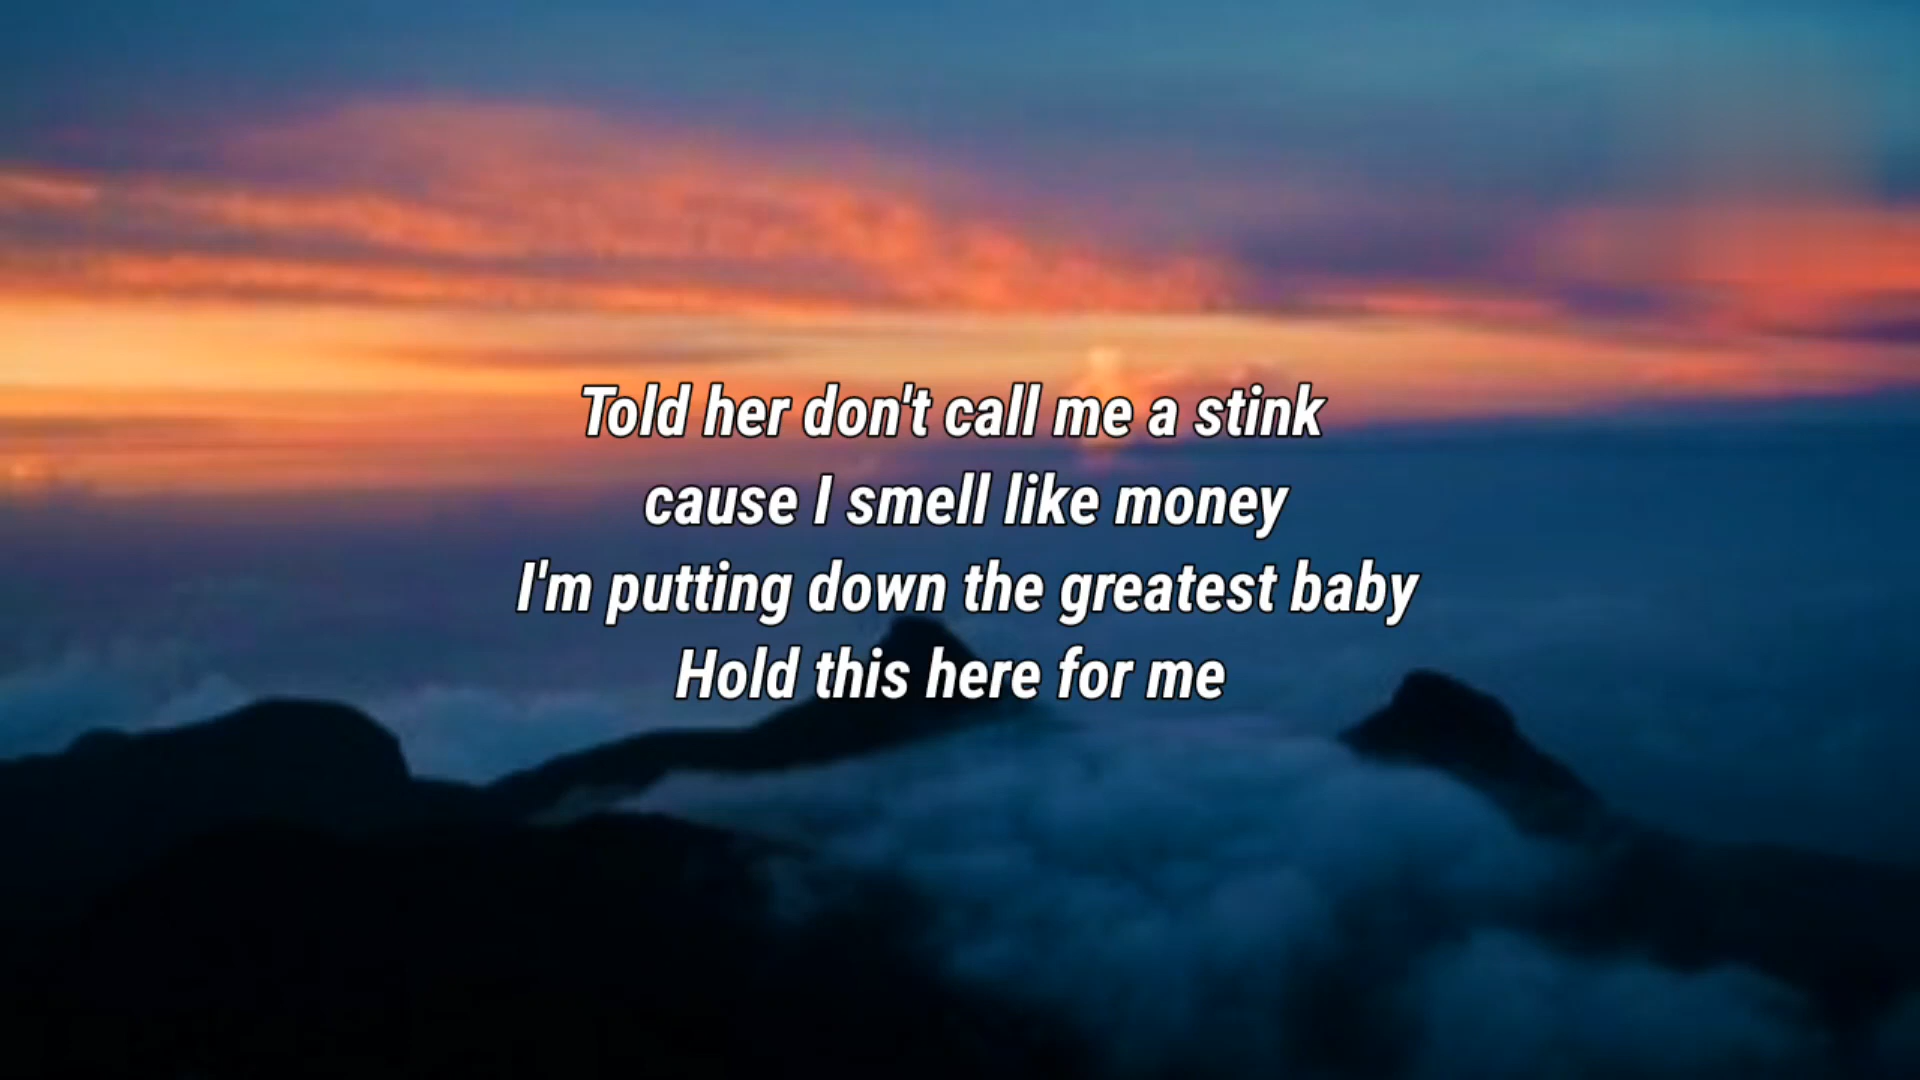 Told her don't call me a stink
cause I smell like money
I'm putting down the greatest baby
Hold this here for me